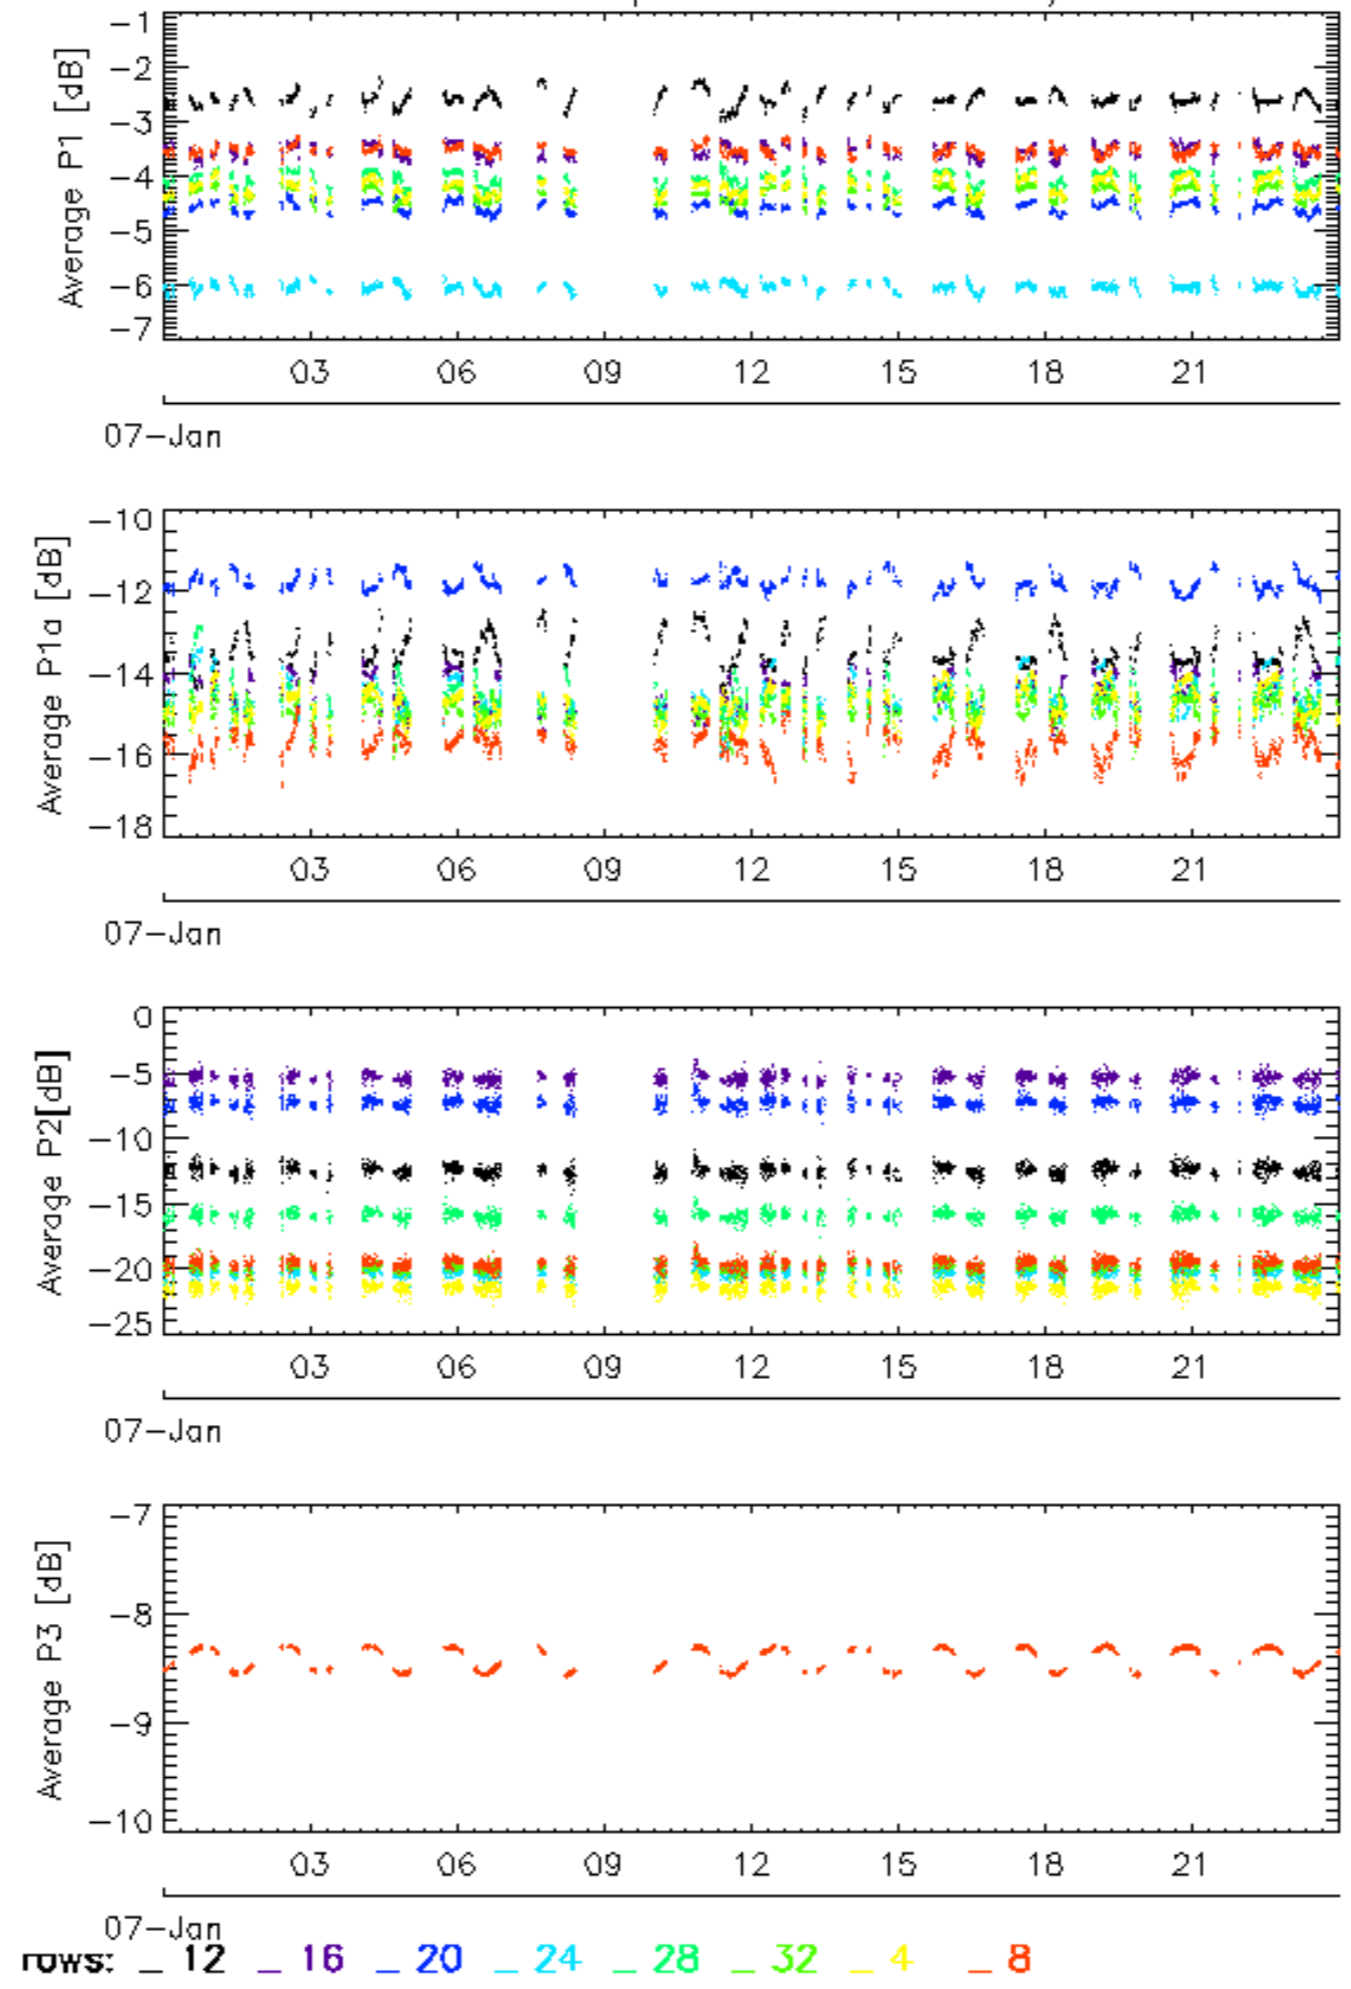 Average P1 [dB]
−1
−2
−3
−4
−5
−6
−7
03 06 09 12 15 18 21
07−Jan
Average P1a [dB]
−10
−12
−14
−16
−18
03 06 09 12 15 18 21
07−Jan
Average P2[dB]
0
−5
−10
−15
−20
−25
03 06 09 12 15 18 21
07−Jan
Average P3 [dB]
−7
−8
−9
−10
03 06 09 12 15 18 21
07−Jan
rows: _ 12 _ 16 _ 20 _ 24 _ 28 _ 32 _ 4 _ 8